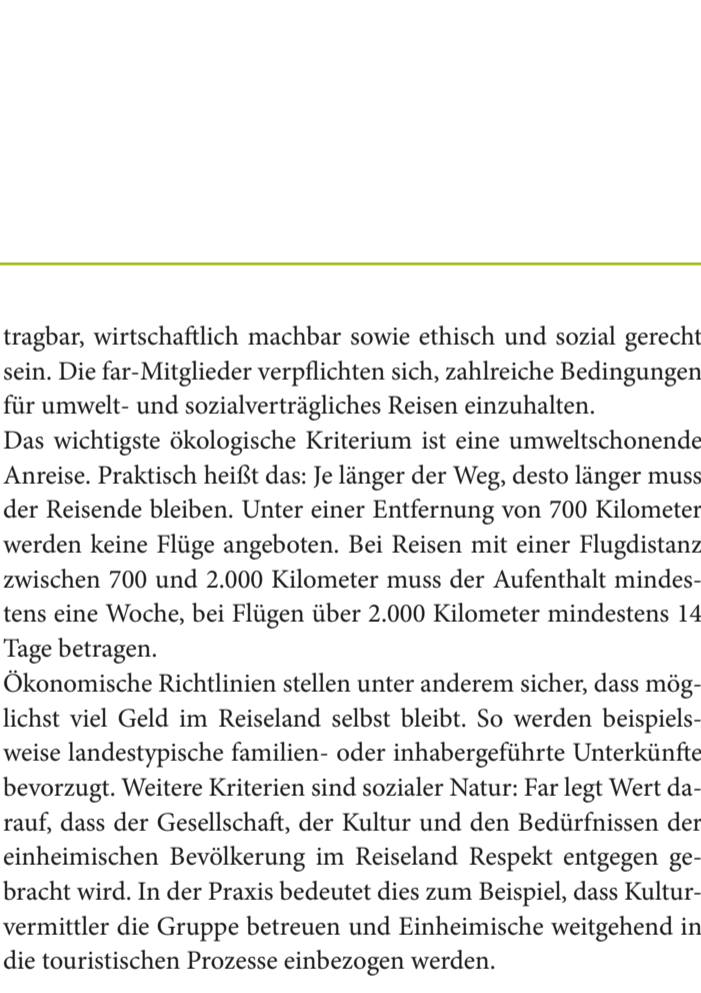 tragbar, wirtschaftlich machbar sowie ethisch und sozial gerecht
sein. Die far-Mitglieder verpflichten sich, zahlreiche Bedingungen
für umwelt- und sozialverträgliches Reisen einzuhalten.
Das wichtigste ökologische Kriterium ist eine umweltschonende
Anreise. Praktisch heißt das: Je länger der Weg, desto länger muss
der Reisende bleiben. Unter einer Entfernung von 700 Kilometer
werden keine Flüge angeboten. Bei Reisen mit einer Flugdistanz
zwischen 700 und 2.000 Kilometer muss der Aufenthalt mindes-
tens eine Woche, bei Flügen über 2.000 Kilometer mindestens 14
Tage betragen.
Ökonomische Richtlinien stellen unter anderem sicher, dass mög-
lichst viel Geld im Reiseland selbst bleibt. So werden beispiels-
weise landestypische familien- oder inhabergeführte Unterkünfte
bevorzugt. Weitere Kriterien sind sozialer Natur: Far legt Wert da-
rauf, dass der Gesellschaft, der Kultur und den Bedürfnissen der
einheimischen Bevölkerung im Reiseland Respekt entgegen ge-
bracht wird. In der Praxis bedeutet dies zum Beispiel, dass Kultur-
vermittler die Gruppe betreuen und Einheimische weitgehend in
die touristischen Prozesse einbezogen werden.